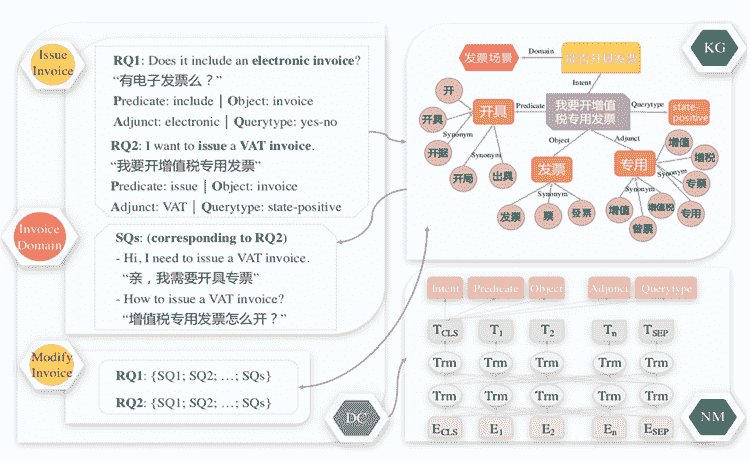 Issue
Invoice
RQ1: Does it include an electronic invoice?
“有电子发票么？”
Predicate: include | Object: invoice
Adjunct: electronic | Querytype: yes-no
RQ2: I want to issue a VAT invoice.
“我要开增值税专用发票”
Predicate: issue | Object: invoice
Adjunct: VAT | Querytype: state-positive
Invoice
Domain
SQs: (corresponding to RQ2)
- Hi, I need to issue a VAT invoice.
“亲，我需要开具专票”
- How to issue a VAT invoice?
“增值税专用发票怎么开？”
Modify
Invoice
RQ1: {SQ1; SQ2; …; SQs}
RQ2: {SQ1; SQ2; …; SQs}
DC
KG
发票场景
Domain
Intent
开
开具
开据
开局
出具
Synonym
Synonym
开具
Predicate
我要开增值
税专用发票
Querytype
state-
positive
Object
Adjunct
发票
Synonym
发票
票
發票
专用
Synonym
Synonym
增值
增税
专票
专用
增值税
普票
增值
Intent
Predicate
Object
Adjunct
Querytype
TCLS
T1
T2
Tn
TSEP
Trm
Trm
Trm
Trm
Trm
Trm
Trm
Trm
Trm
Trm
ECLS
E1
E2
En
ESEP
NM